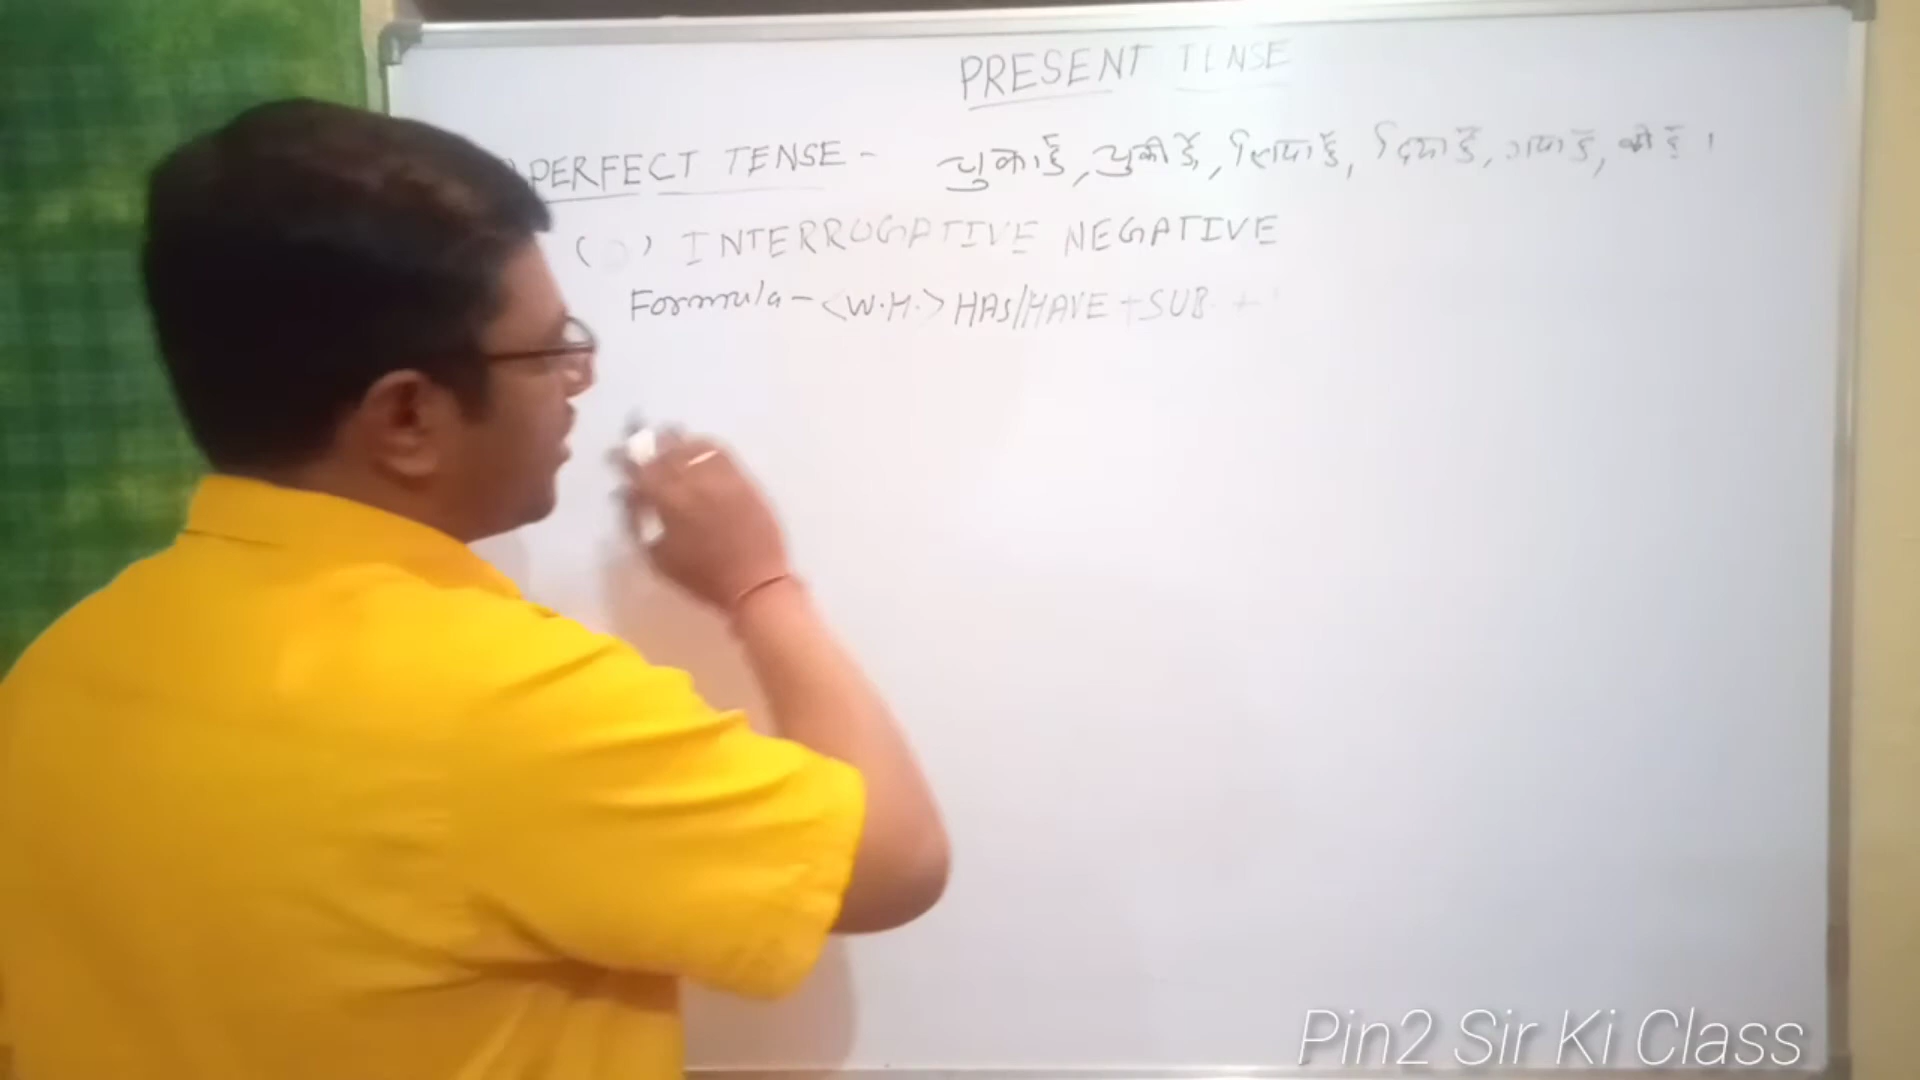 PRESENT TENSE
PERFECT TENSE - चुका है, चुकी है, लिया है, दिया है, गया है, की है ।
( ) INTERROGATIVE NEGATIVE
Formula - <W.H.> HAS/HAVE + SUB. +
Pin2 Sir Ki Class